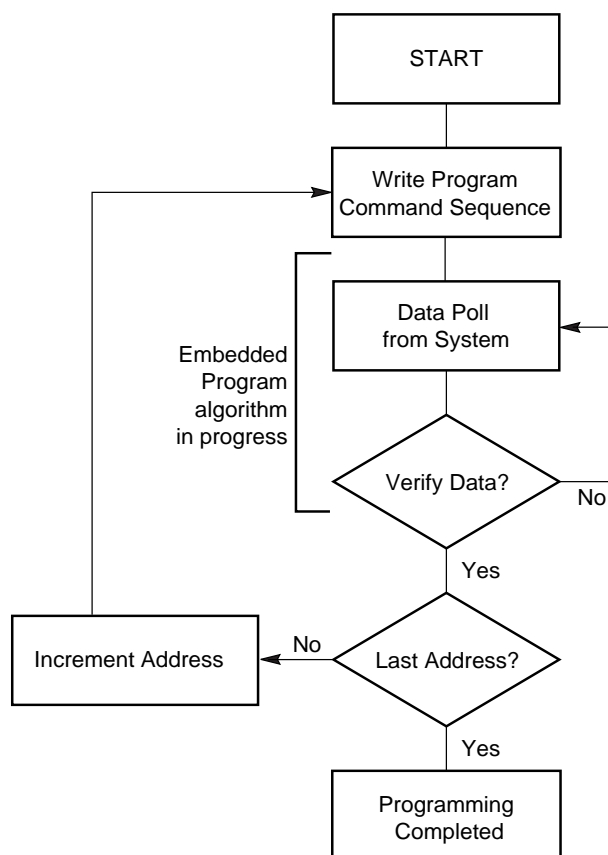 START
Write Program
Command Sequence
Data Poll
from System
Embedded
Program
algorithm
in progress
Verify Data?
No
Yes
No
Increment Address
Last Address?
Yes
Programming
Completed